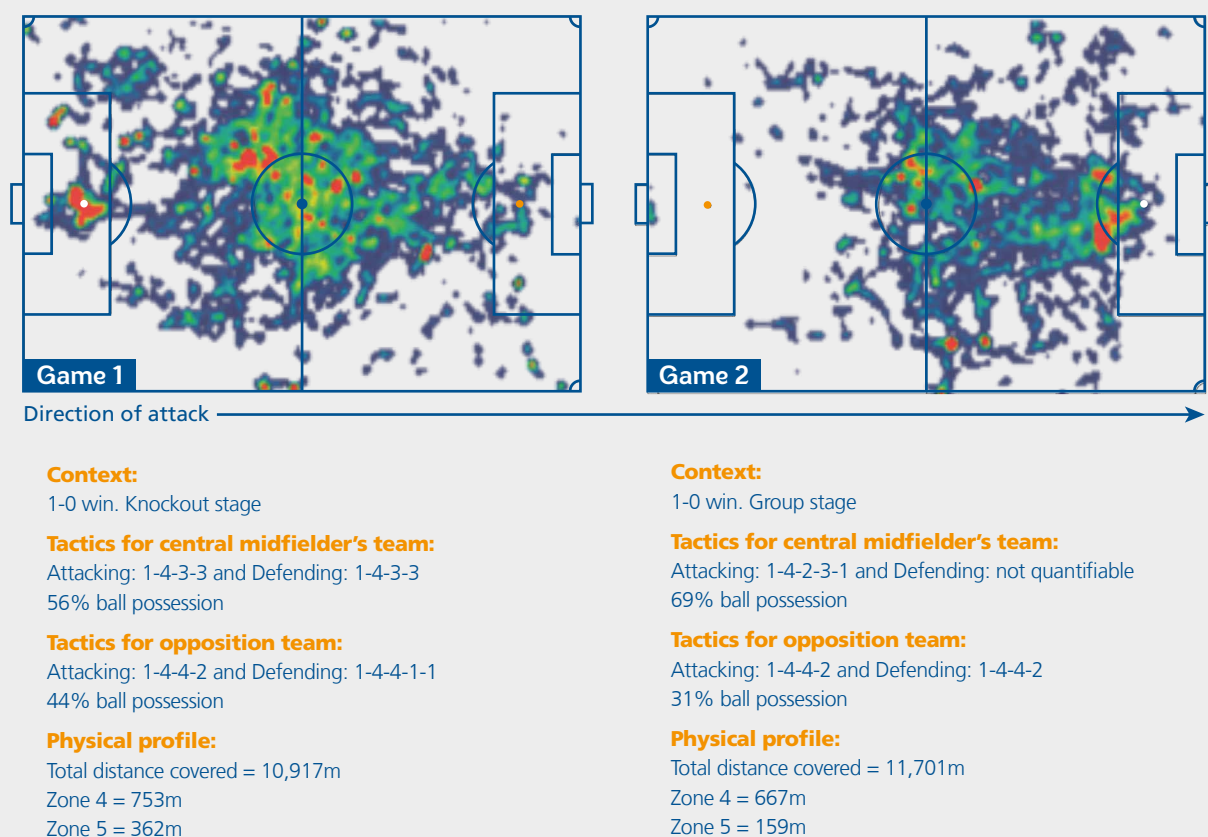 Game 1
Game 2
Direction of attack
Context:
1-0 win. Knockout stage
Tactics for central midfielder's team:
Attacking: 1-4-3-3 and Defending: 1-4-3-3
56% ball possession
Tactics for opposition team:
Attacking: 1-4-4-2 and Defending: 1-4-4-1-1
44% ball possession
Physical profile:
Total distance covered = 10,917m
Zone 4 = 753m
Zone 5 = 362m
Context:
1-0 win. Group stage
Tactics for central midfielder's team:
Attacking: 1-4-2-3-1 and Defending: not quantifiable
69% ball possession
Tactics for opposition team:
Attacking: 1-4-4-2 and Defending: 1-4-4-2
31% ball possession
Physical profile:
Total distance covered = 11,701m
Zone 4 = 667m
Zone 5 = 159m